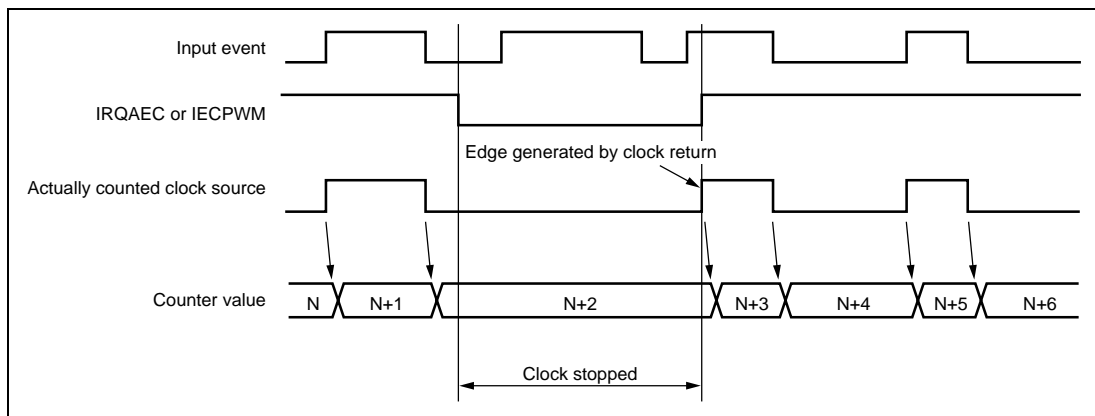 Input event
IRQAEC or IECPWM
Edge generated by clock return
Actually counted clock source
Counter value
N N+1 N+2 N+3 N+4 N+5 N+6
Clock stopped